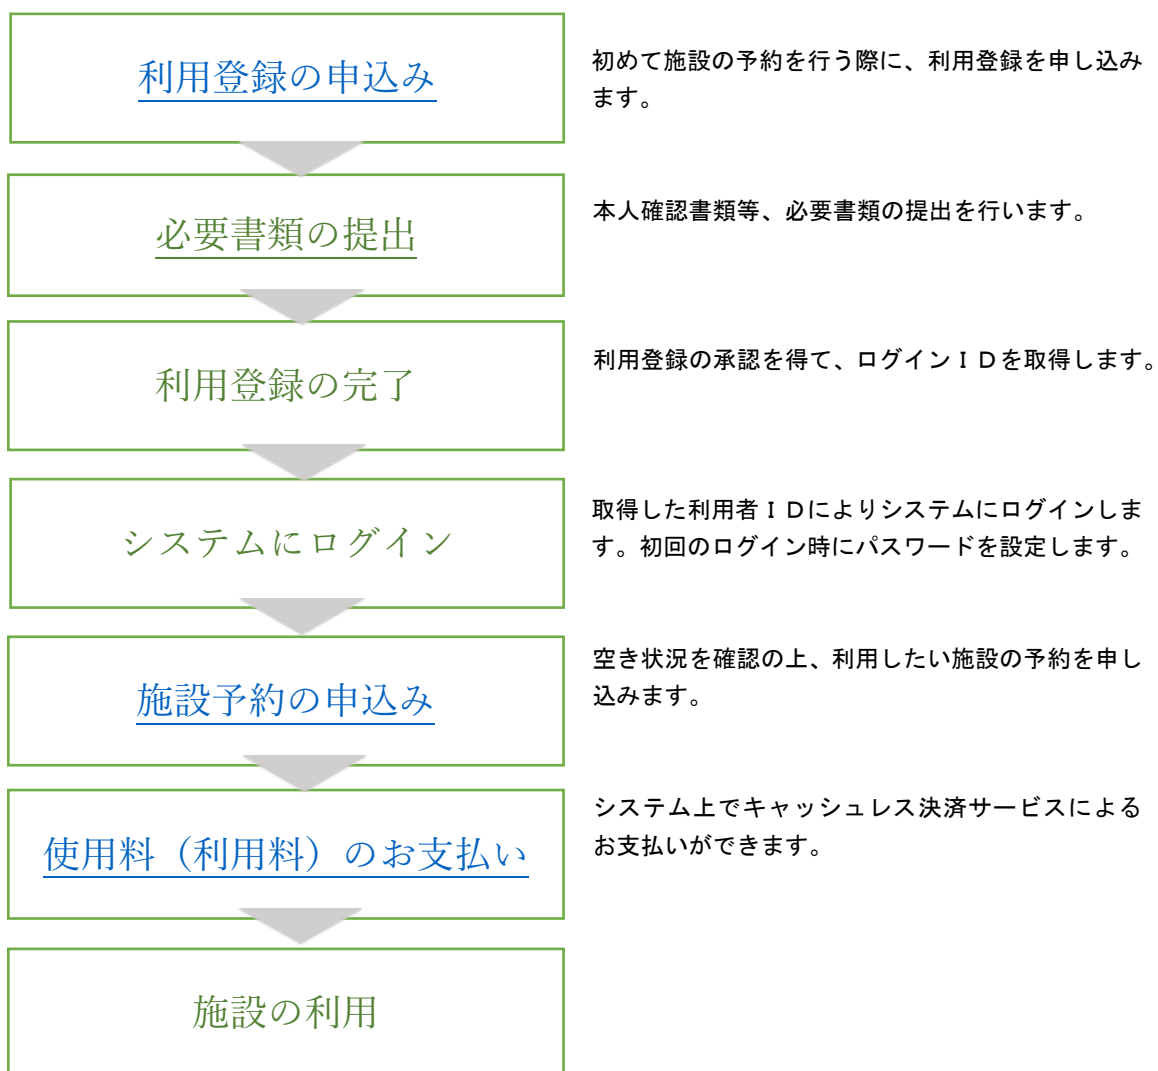 利用登録の申込み
初めて施設の予約を行う際に、利用登録を申し込み
ます。
必要書類の提出
本人確認書類等、必要書類の提出を行います。
利用登録の完了
利用登録の承認を得て、ログインＩＤを取得します。
システムにログイン
取得した利用者ＩＤによりシステムにログインしま
す。初回のログイン時にパスワードを設定します。
施設予約の申込み
空き状況を確認の上、利用したい施設の予約を申し
込みます。
使用料（利用料）のお支払い
システム上でキャッシュレス決済サービスによる
お支払いができます。
施設の利用